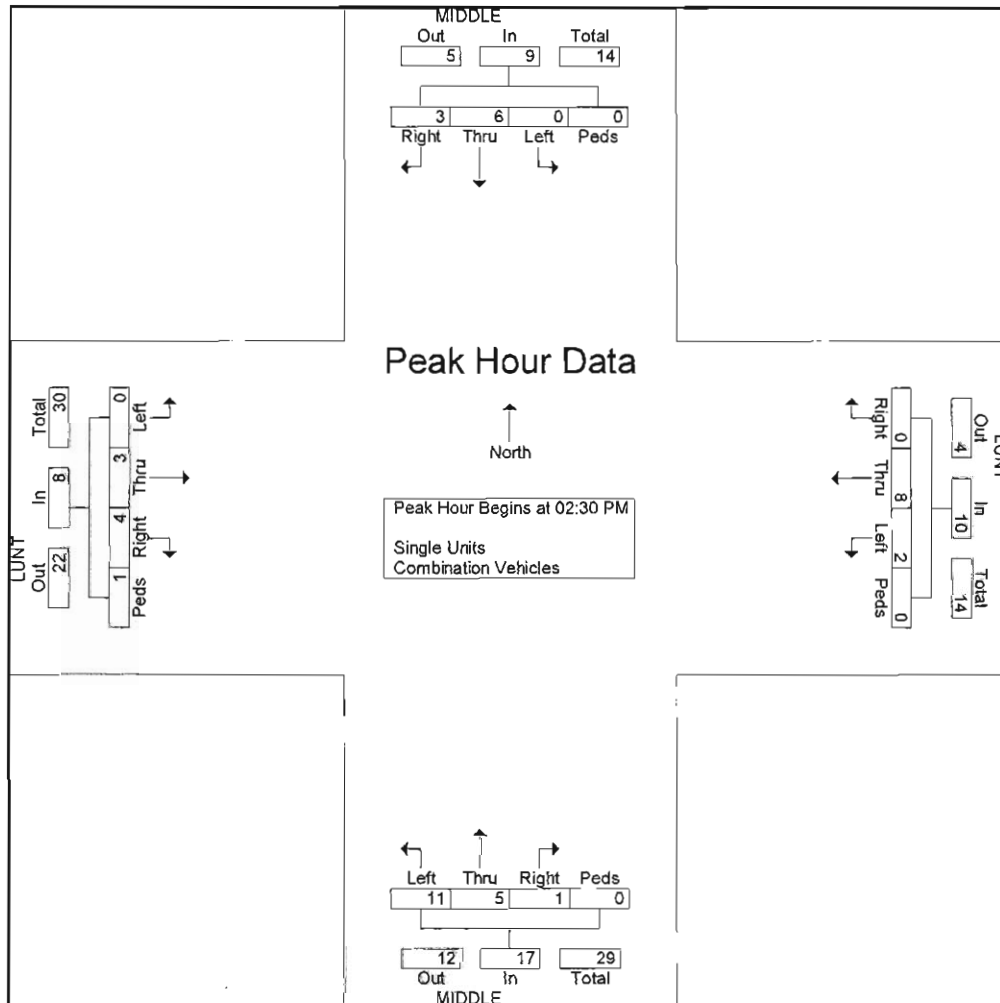 MIDDLE
Out In Total
5 9 14
3 6 0 0
Right Thru Left Peds
Peak Hour Data
North
Peak Hour Begins at 02:30 PM
Single Units
Combination Vehicles
LUNT
Out In Total
22 8 30
0 3 4 1
Left Thru Right Peds
LUNT
Out In Total
4 10 14
0 8 2 0
Right Thru Left Peds
Left Thru Right Peds
11 5 1 0
12 17 29
Out In Total
MIDDLE